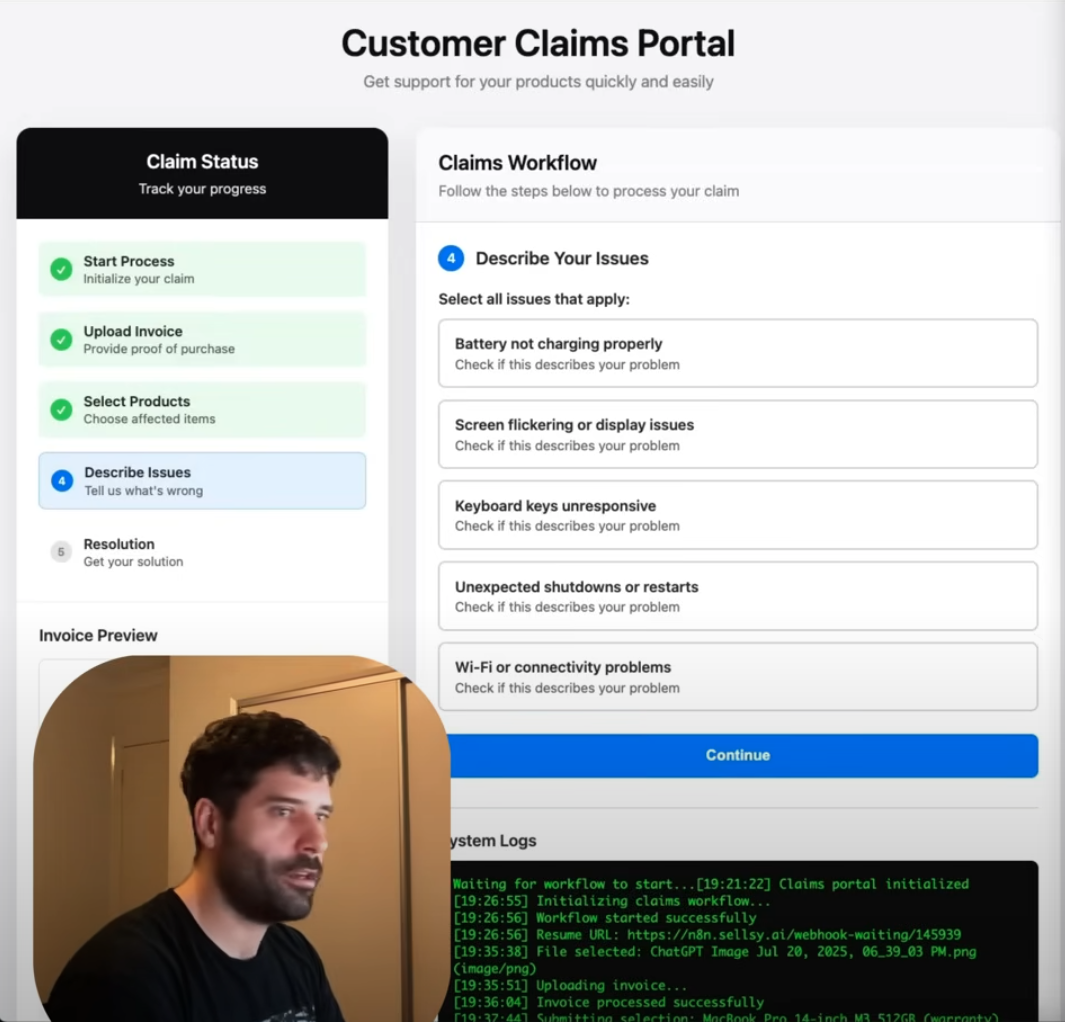 Customer Claims Portal
Get support for your products quickly and easily
Claim Status
Track your progress
Start Process
Initialize your claim
Upload Invoice
Provide proof of purchase
Select Products
Choose affected items
4
Describe Issues
Tell us what's wrong
5
Resolution
Get your solution
Invoice Preview
Claims Workflow
Follow the steps below to process your claim
4 Describe Your Issues
Select all issues that apply:
Battery not charging properly
Check if this describes your problem
Screen flickering or display issues
Check if this describes your problem
Keyboard keys unresponsive
Check if this describes your problem
Unexpected shutdowns or restarts
Check if this describes your problem
Wi-Fi or connectivity problems
Check if this describes your problem
Continue
ystem Logs
Waiting for workflow to start...[19:21:22] Claims portal initialized
[19:26:55] Initializing claims workflow...
[19:26:56] Workflow started successfully
[19:26:56] Resume URL: https://n8n.sellsy.ai/webhook-waiting/145939
[19:35:38] File selected: ChatGPT Image Jul 20, 2025, 06_39_03 PM.png
(image/png)
[19:35:51] Uploading invoice...
[19:36:04] Invoice processed successfully
[19:37:44] Submitting selection: MacBook Pro 14-inch M3 512GB (warranty)